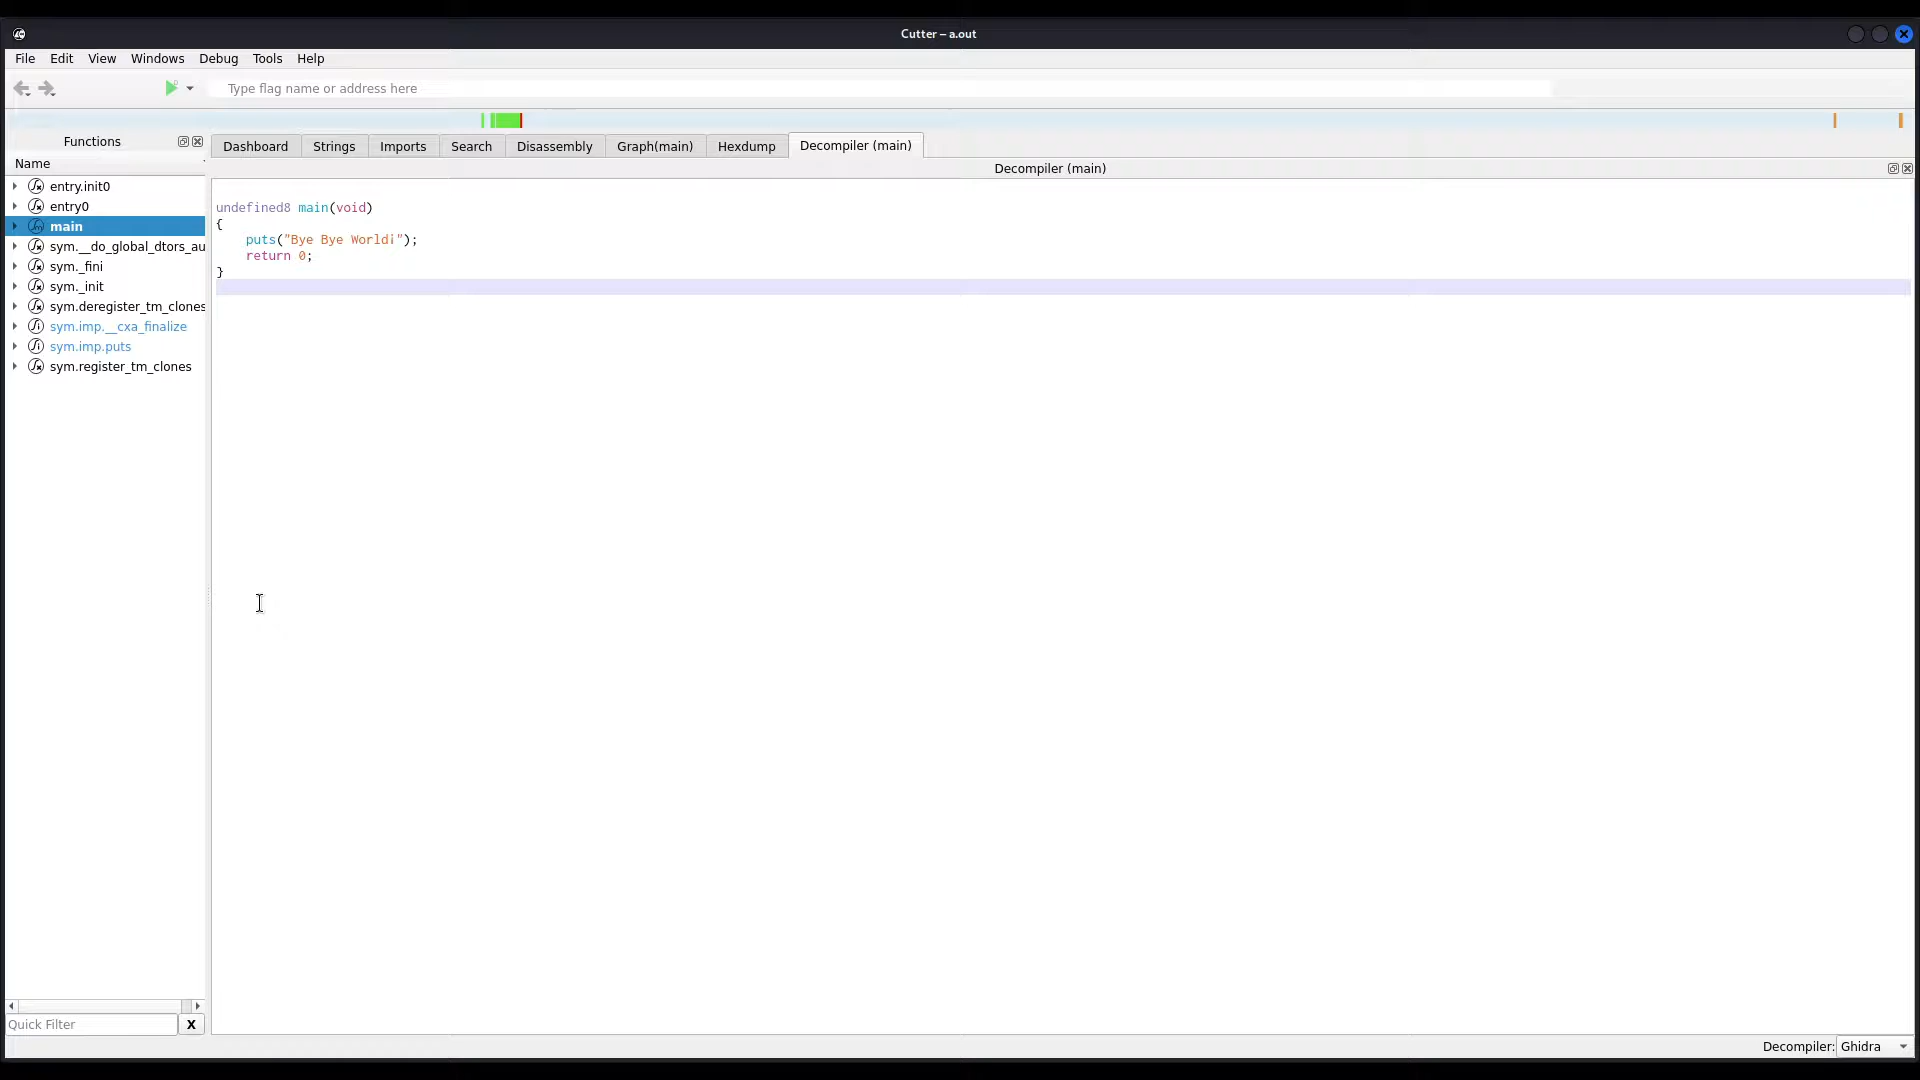 Cutter – a.out
File Edit View Windows Debug Tools Help
Type flag name or address here
Functions
Name
entry.init0
entry0
main
sym.__do_global_dtors_au
sym._fini
sym._init
sym.deregister_tm_clones
sym.imp.__cxa_finalize
sym.imp.puts
sym.register_tm_clones
Quick Filter X
Dashboard Strings Imports Search Disassembly Graph(main) Hexdump Decompiler (main)
Decompiler (main)
undefined8 main(void)
{
    puts("Bye Bye World¡");
    return 0;
}
Decompiler: Ghidra